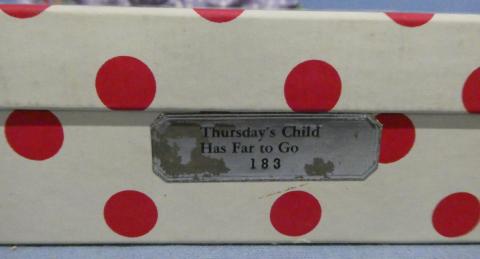 Thursday's Child
Has Far to Go
183